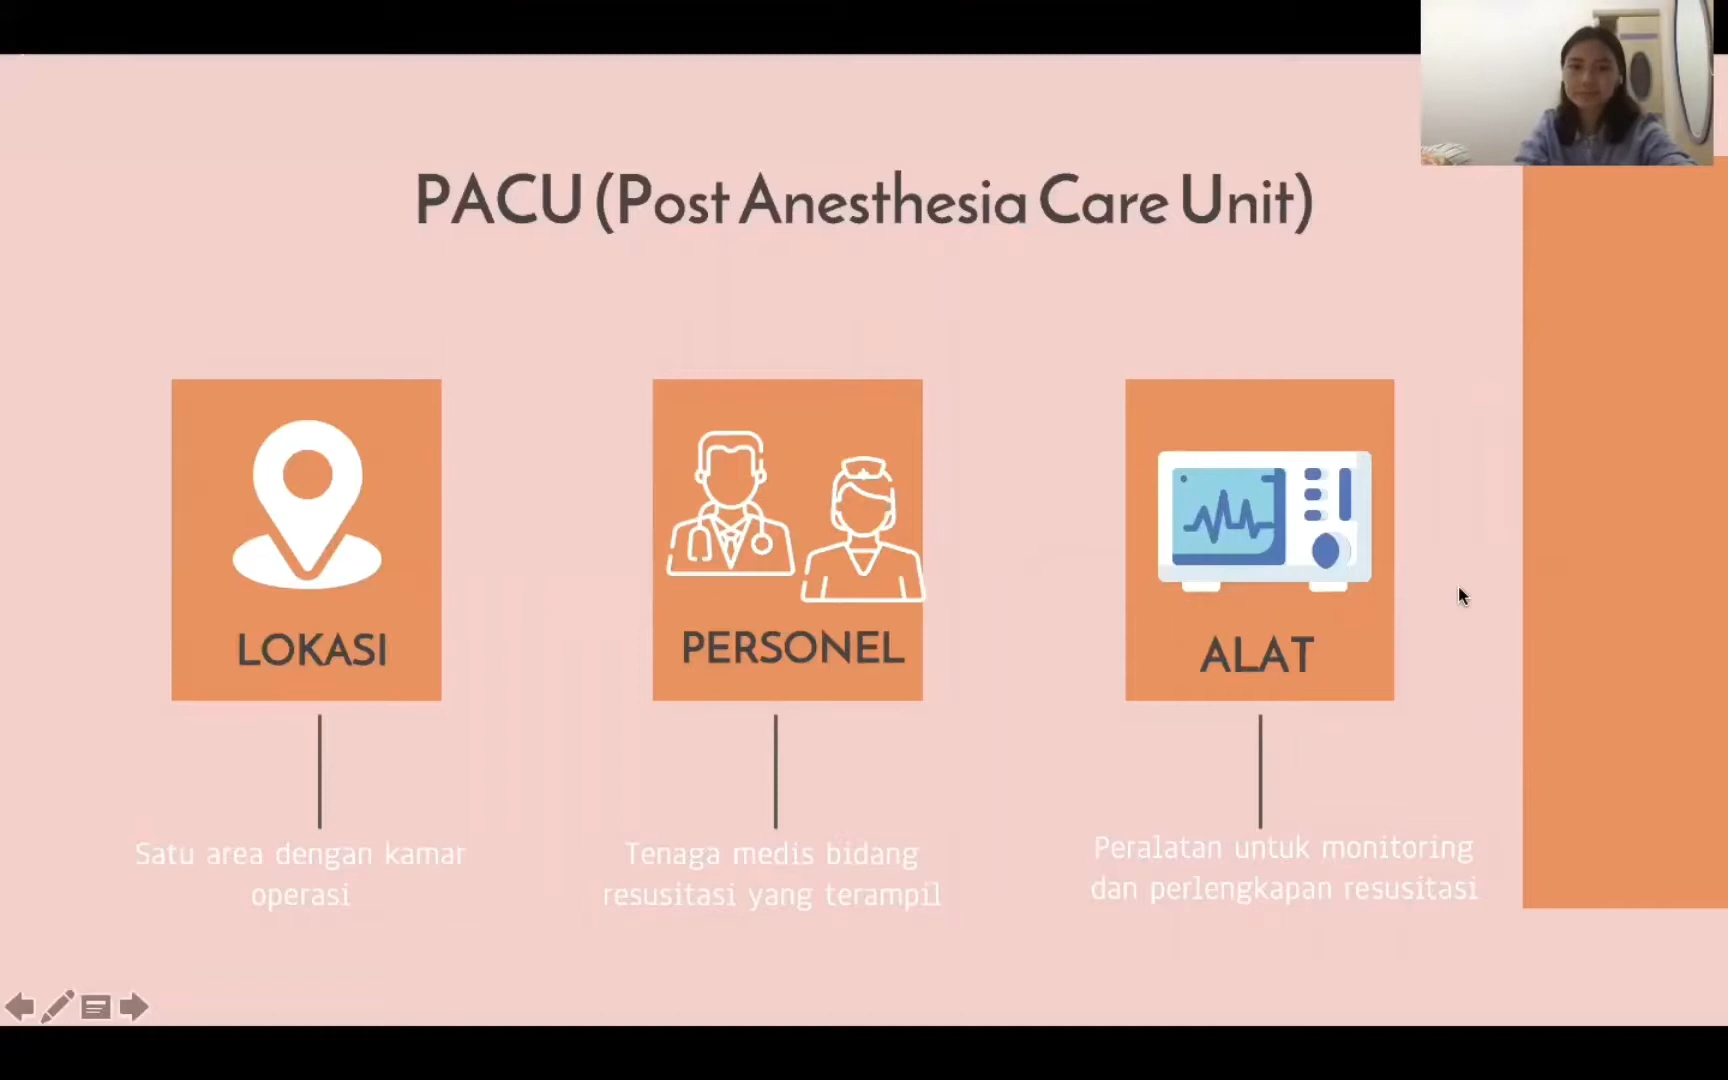 PACU (Post Anesthesia Care Unit)
LOKASI
PERSONEL
ALAT
Satu area dengan kamar
operasi
Tenaga medis bidang
resusitasi yang terampil
Peralatan untuk monitoring
dan perlengkapan resusitasi